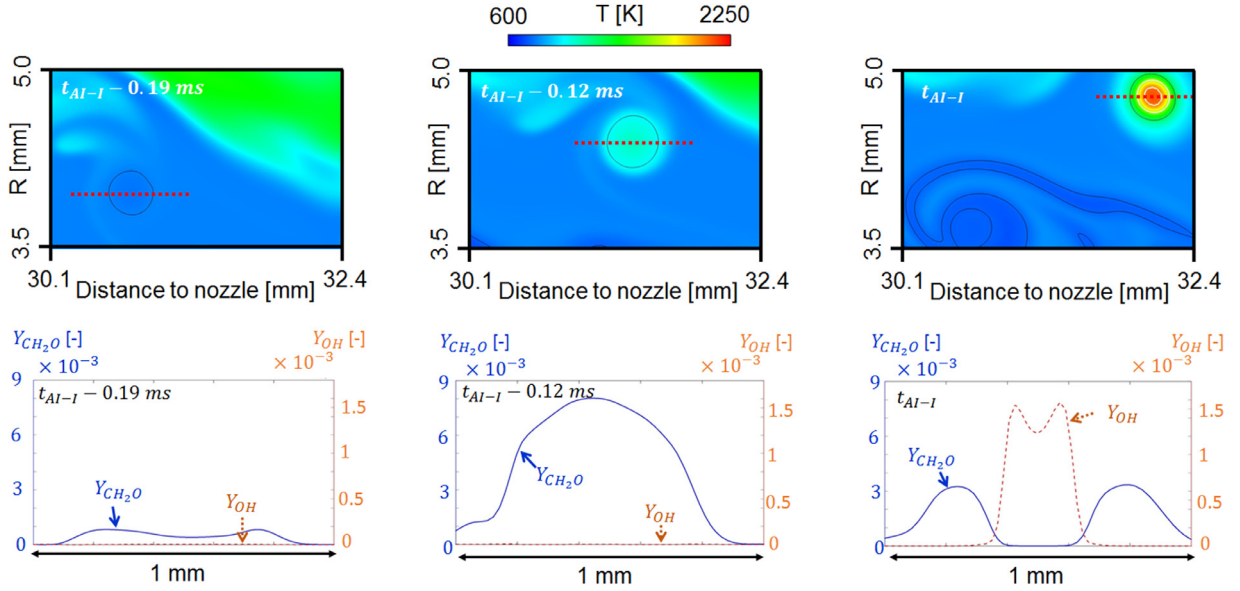 600 T [K] 2250
5.0 5.0 5.0
t_{AI-I} − 0.19 ms t_{AI-I} − 0.12 ms t_{AI-I}
R [mm] R [mm] R [mm]
3.5 3.5 3.5
30.1 Distance to nozzle [mm] 32.4 30.1 Distance to nozzle [mm] 32.4 30.1 Distance to nozzle [mm] 32.4
Y_{CH_2O} [-] Y_{OH} [-]
× 10^{-3} × 10^{-3}
9
t_{AI-I} − 0.19 ms
1.5
6
1
Y_{CH_2O} Y_{OH}
3
0.5
0 0
1 mm
Y_{CH_2O} [-] Y_{OH} [-]
× 10^{-3} × 10^{-3}
9
t_{AI-I} − 0.12 ms
1.5
6
1
Y_{CH_2O}
3
0.5
Y_{OH}
0 0
1 mm
Y_{CH_2O} [-] Y_{OH} [-]
× 10^{-3} × 10^{-3}
9
t_{AI-I}
1.5
Y_{OH}
6
1
Y_{CH_2O}
3
0.5
0 0
1 mm